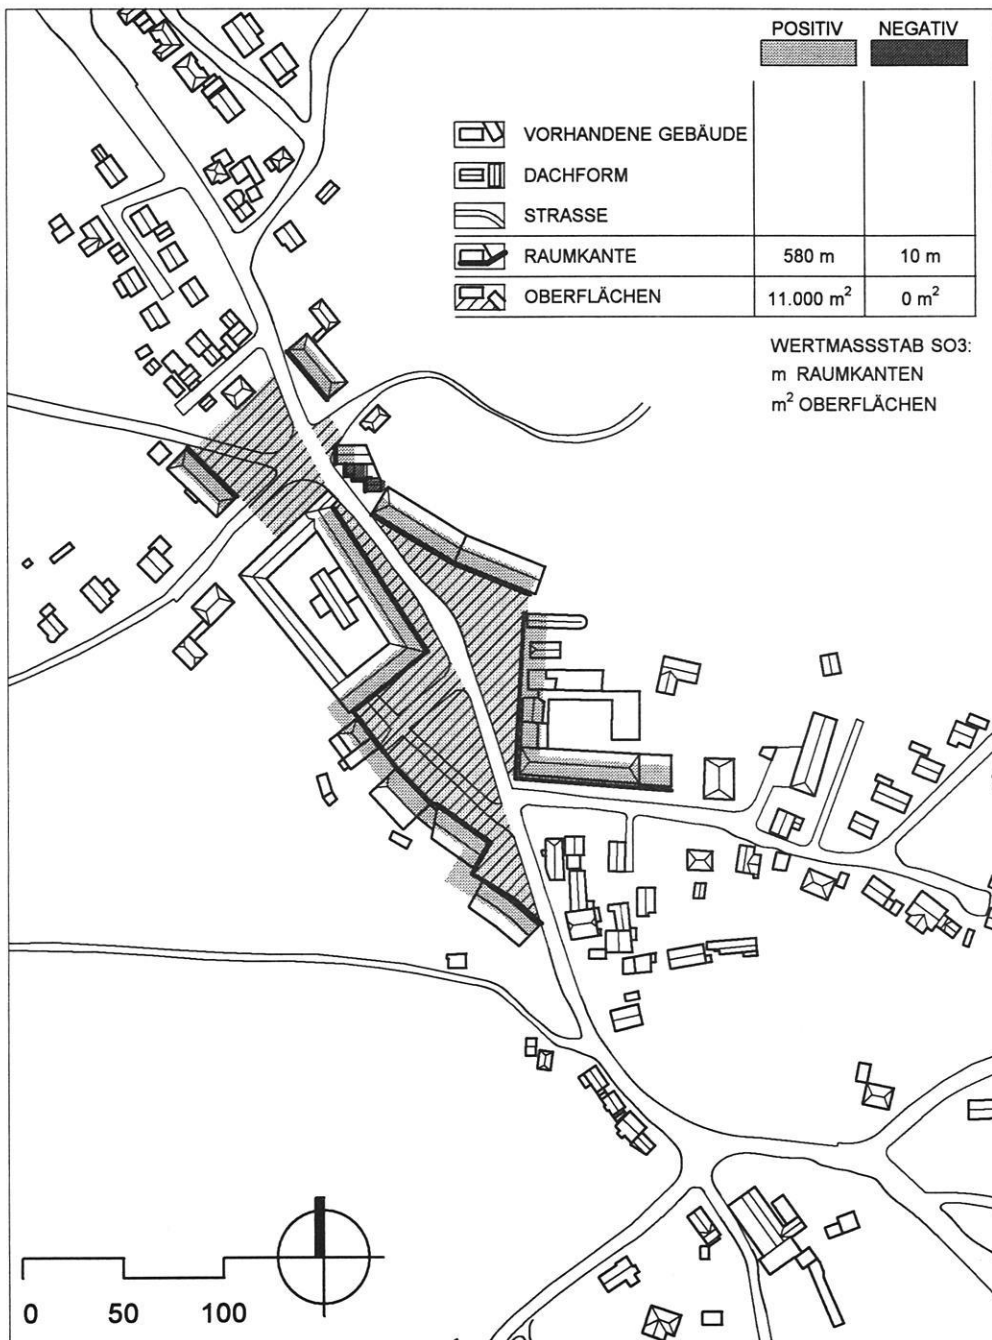 POSITIV NEGATIV
VORHANDENE GEBÄUDE
DACHFORM
STRASSE
RAUMKANTE 580 m 10 m
OBERFLÄCHEN 11.000 m² 0 m²
WERTMASSSTAB SO3:
m RAUMKANTEN
m² OBERFLÄCHEN
0 50 100